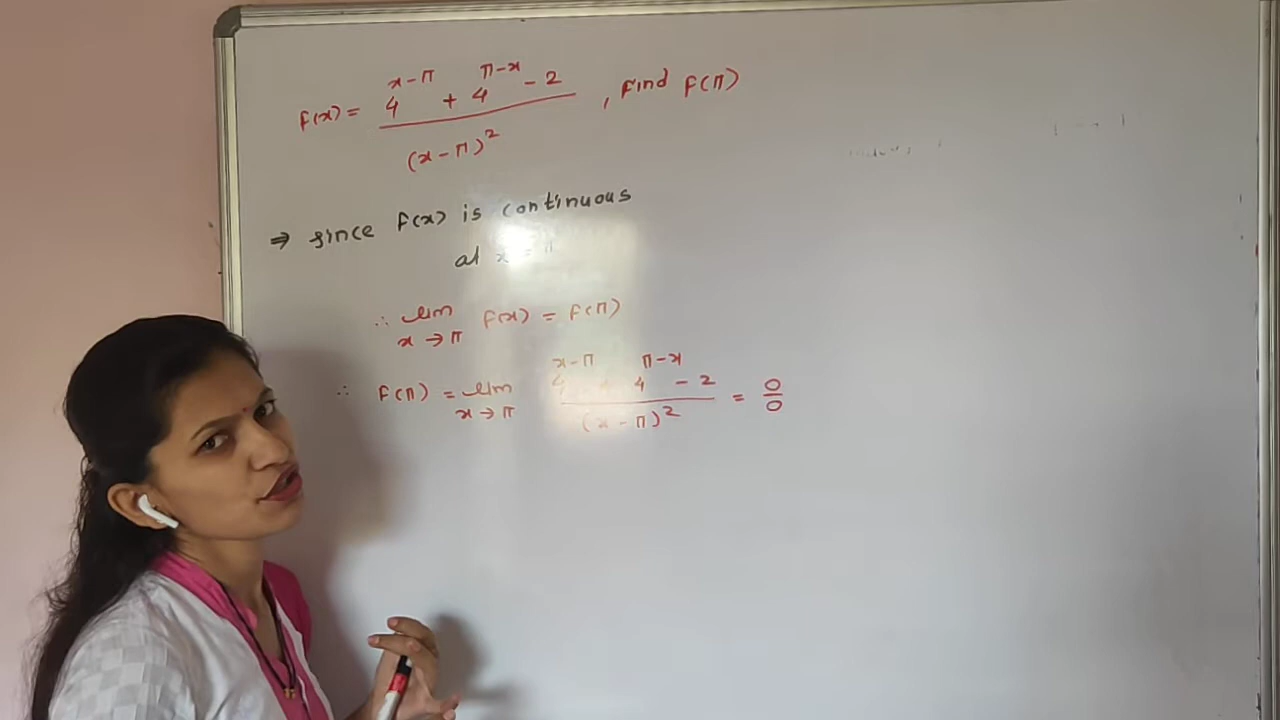 f(x) = (4^(x-π) + 4^(π-x) - 2) / (x-π)^2 , find f(π)
⇒ since f(x) is continuous
at x = π
∴ lim x→π f(x) = f(π)
∴ f(π) = lim x→π (4^(x-π) + 4^(π-x) - 2) / (x-π)^2 = 0/0